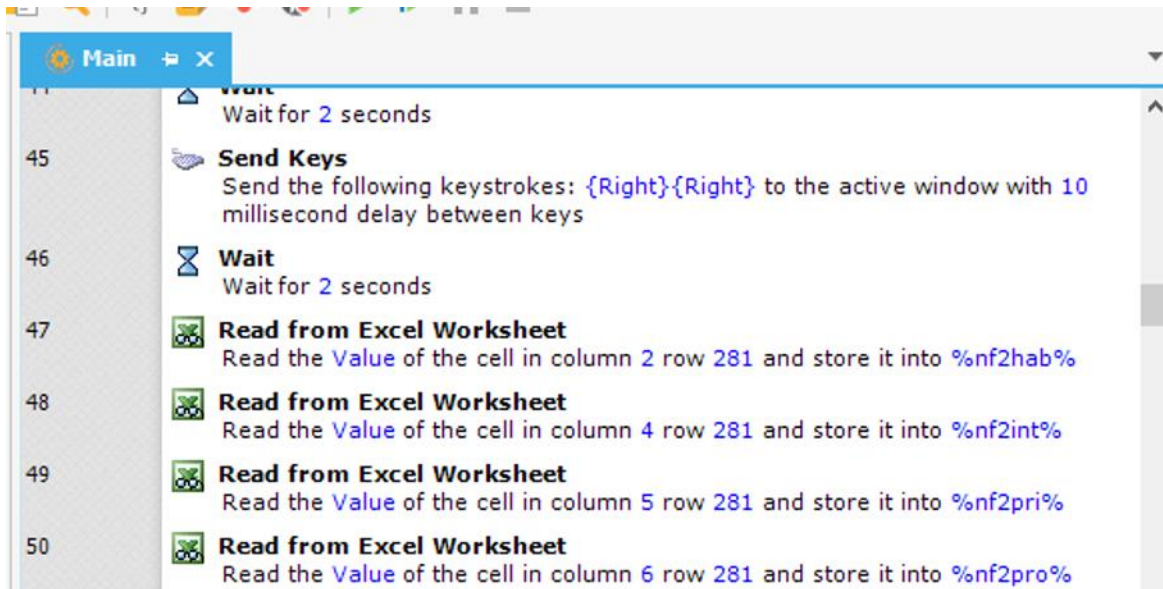 Main
44
Wait
Wait for 2 seconds
45
Send Keys
Send the following keystrokes: {Right}{Right} to the active window with 10
millisecond delay between keys
46
Wait
Wait for 2 seconds
47
Read from Excel Worksheet
Read the Value of the cell in column 2 row 281 and store it into %nf2hab%
48
Read from Excel Worksheet
Read the Value of the cell in column 4 row 281 and store it into %nf2int%
49
Read from Excel Worksheet
Read the Value of the cell in column 5 row 281 and store it into %nf2pri%
50
Read from Excel Worksheet
Read the Value of the cell in column 6 row 281 and store it into %nf2pro%